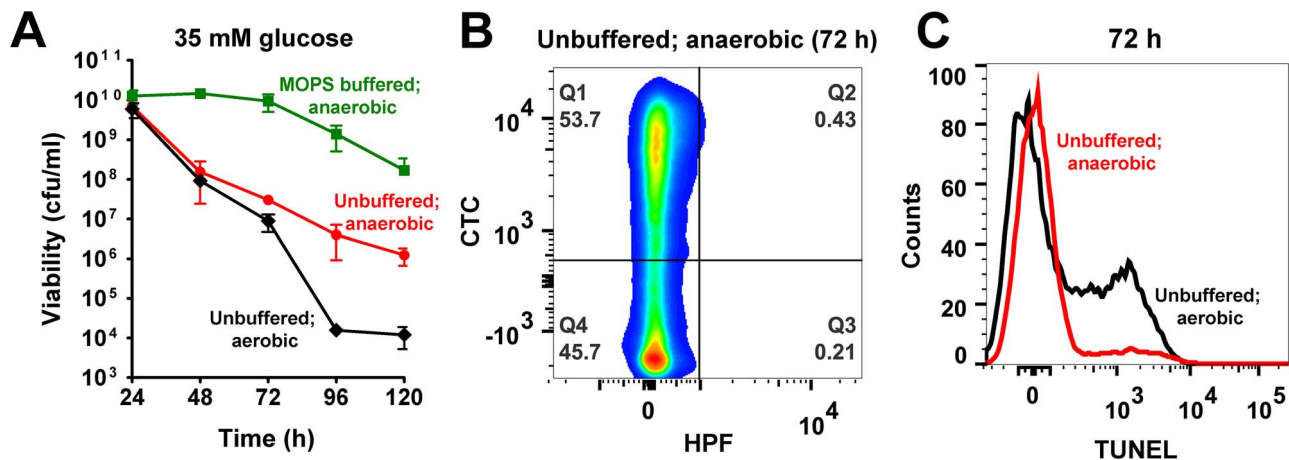 A
35 mM glucose
Viability (cfu/ml)
10^11
10^10
10^9
10^8
10^7
10^6
10^5
10^4
10^3
MOPS buffered;
anaerobic
Unbuffered;
anaerobic
Unbuffered;
aerobic
24 48 72 96 120
Time (h)
B
Unbuffered; anaerobic (72 h)
CTC
10^4
10^3
-10^3
Q1
53.7
Q2
0.43
Q4
45.7
Q3
0.21
0 10^4
HPF
C
72 h
Counts
100
80
60
40
20
0
Unbuffered;
anaerobic
Unbuffered;
aerobic
0 10^3 10^4 10^5
TUNEL